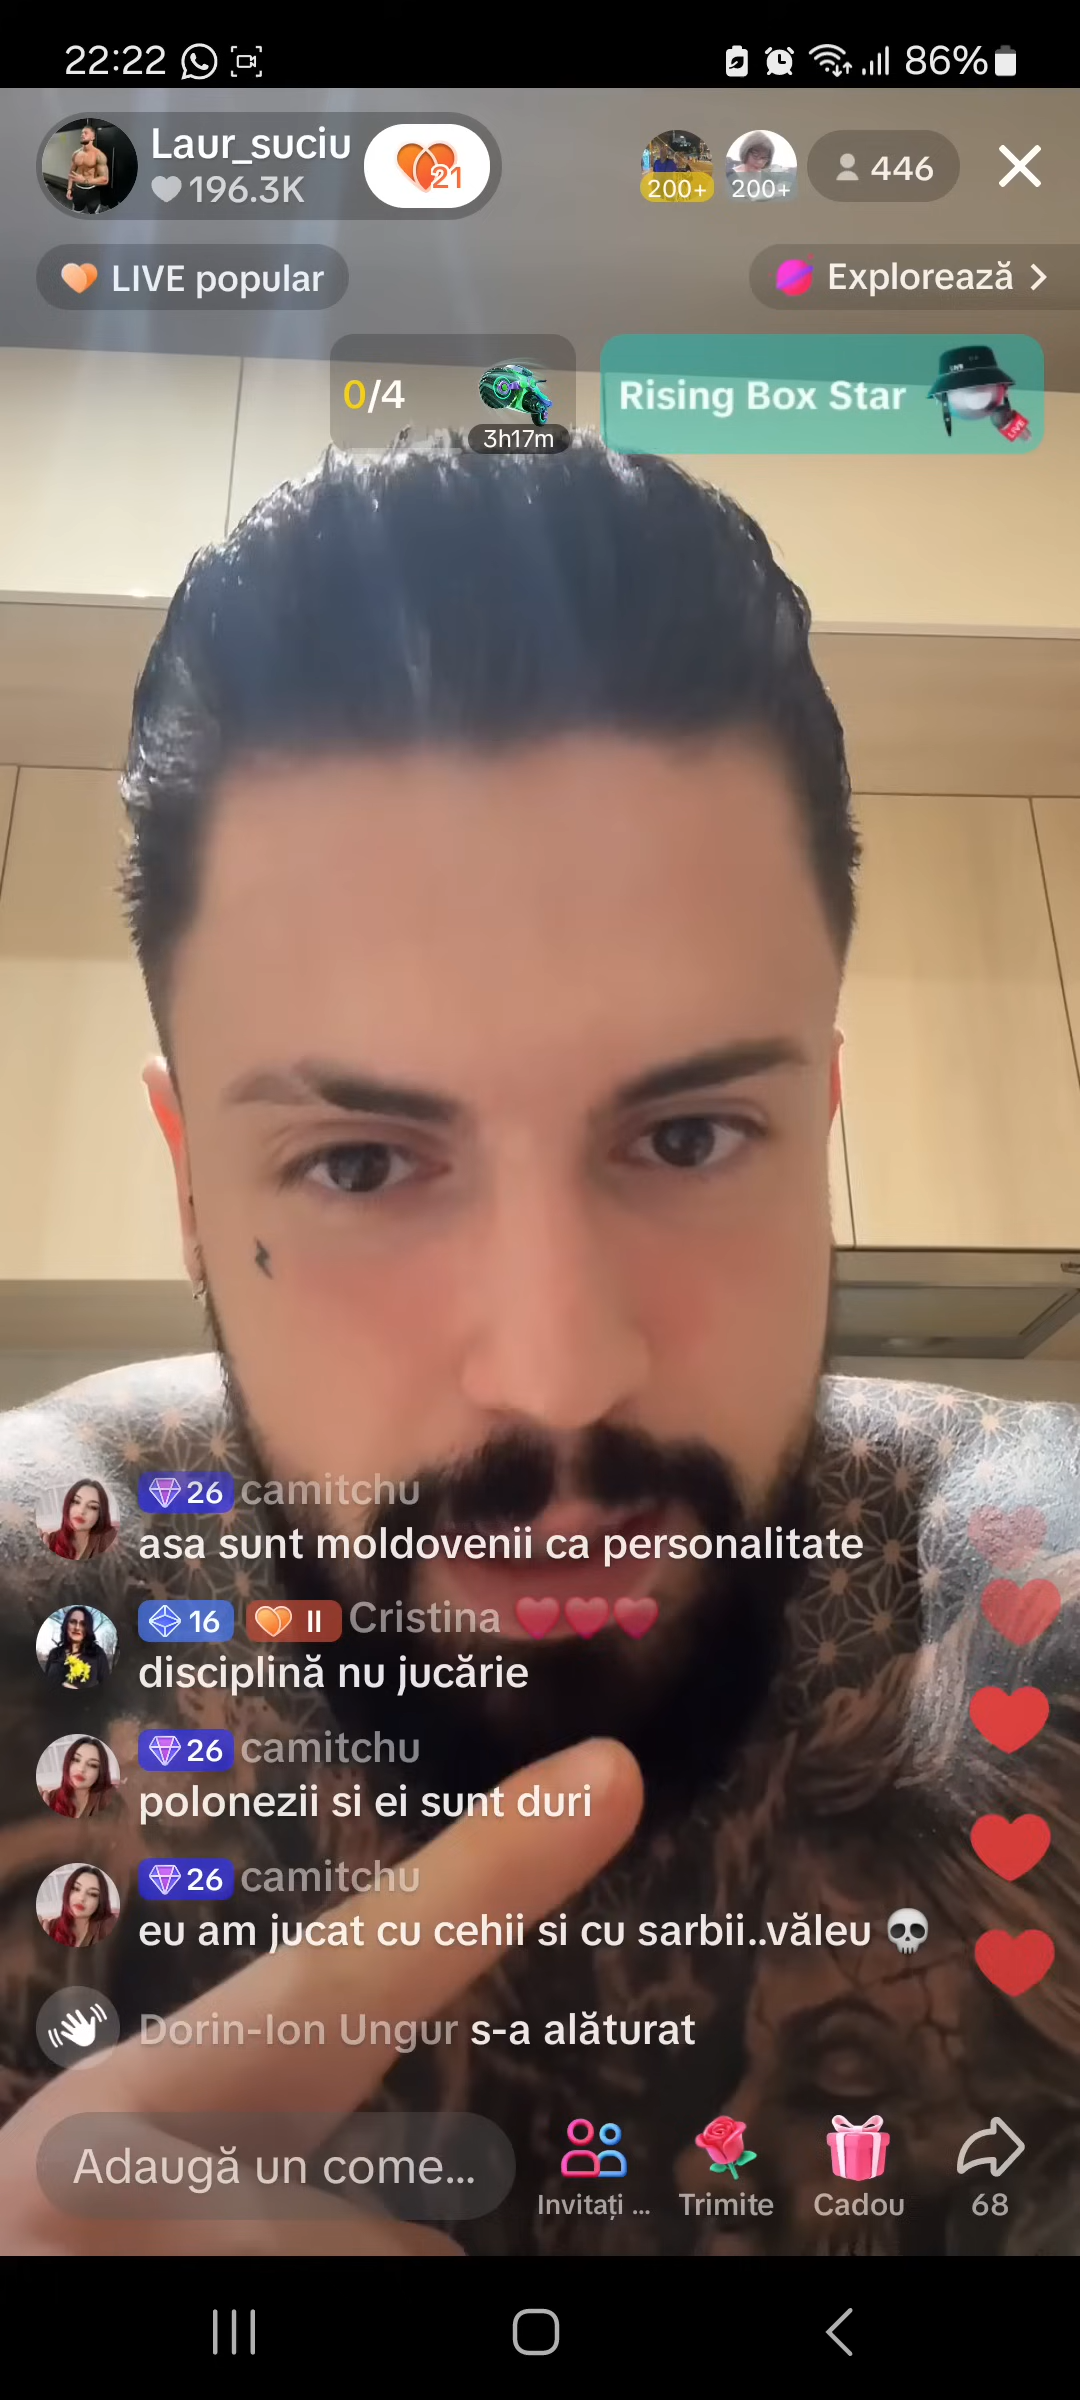 22:22
86%
Laur_suciu
196.3K
21
200+
200+
446
LIVE popular
Explorează
0/4
3h17m
Rising Box Star
LIVE
26 camitchu
asa sunt moldovenii ca personalitate
16 II Cristina
disciplină nu jucărie
26 camitchu
polonezii si ei sunt duri
26 camitchu
eu am jucat cu cehii si cu sarbii..văleu
Dorin-Ion Ungur s-a alăturat
Adaugă un come...
Invitați ...
Trimite
Cadou
68